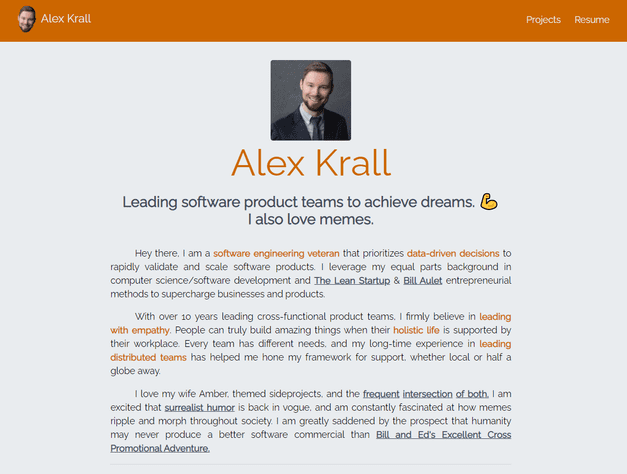 Alex Krall
Projects Resume
Alex Krall
Leading software product teams to achieve dreams. 💪
I also love memes.
Hey there, I am a software engineering veteran that prioritizes data-driven decisions to
rapidly validate and scale software products. I leverage my equal parts background in
computer science/software development and The Lean Startup & Bill Aulet entrepreneurial
methods to supercharge businesses and products.
With over 10 years leading cross-functional product teams, I firmly believe in leading
with empathy. People can truly build amazing things when their holistic life is supported by
their workplace. Every team has different needs, and my long-time experience in leading
distributed teams has helped me hone my framework for support, whether local or half a
globe away.
I love my wife Amber, themed sideprojects, and the frequent intersection of both. I am
excited that surrealist humor is back in vogue, and am constantly fascinated at how memes
ripple and morph throughout society. I am greatly saddened by the prospect that humanity
may never produce a better software commercial than Bill and Ed's Excellent Cross
Promotional Adventure.